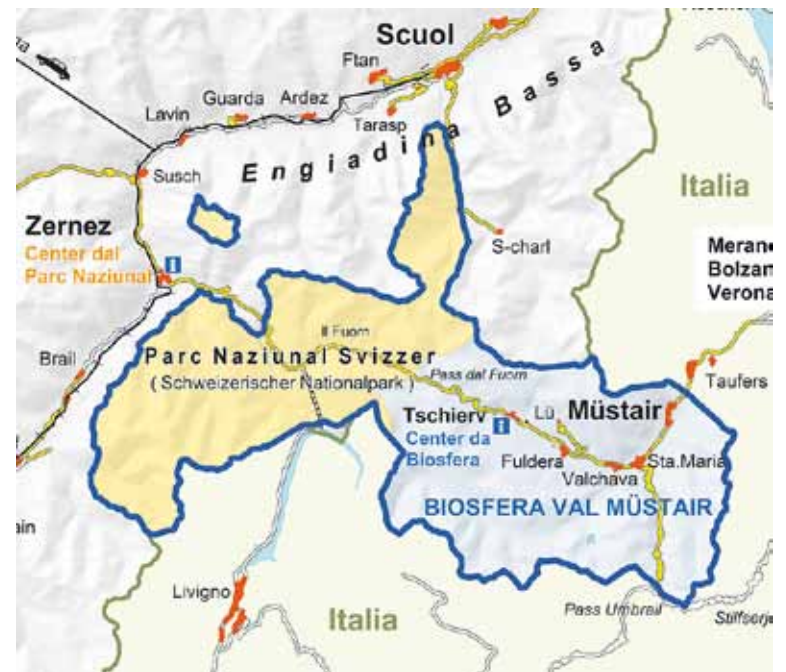 Scuol
Ftan
Guarda
Ardez
Lavin
Tarasp
Engiadina Bassa
Susch
Italia
Zernez
Center dal
Parc Naziunal
i
S-charl
Meran
Bolzan
Verona
Il Fuorn
Brail
Parc Naziunal Svizzer
( Schweizerischer Nationalpark )
Pass dal Fuorn
Taufers
Tschierv
Lü
Müstair
i
Center da
Biosfera
Fuldera
Sta.Maria
Valchava
BIOSFERA VAL MÜSTAIR
Livigno
Italia
Pass Umbrail